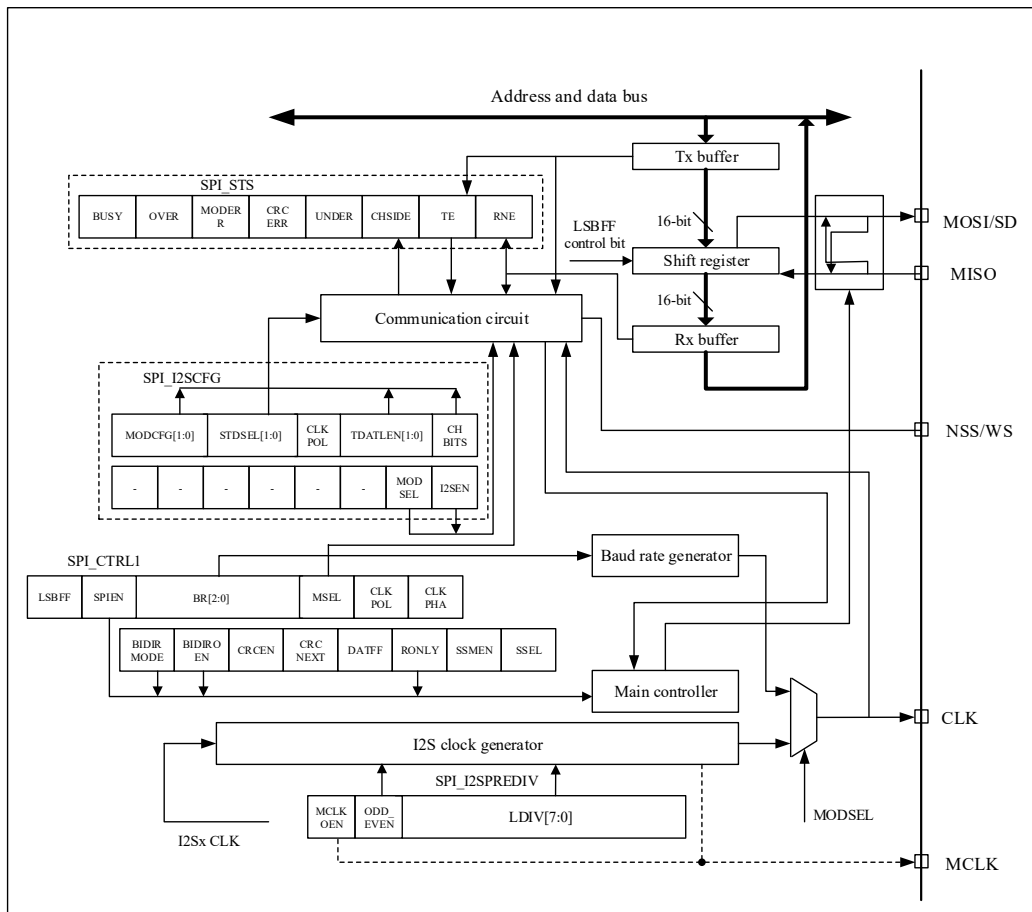 Address and data bus
Tx buffer
SPI_STS
BUSY
OVER
MODER
R
CRC
ERR
UNDER
CHSIDE
TE
RNE
16-bit
LSBFF
control bit
Shift register
MOSI/SD
MISO
16-bit
Communication circuit
Rx buffer
SPI_I2SCFG
MODCFG[1:0]
STDSEL[1:0]
CLK
POL
TDATLEN[1:0]
CH
BITS
NSS/WS
-
-
-
-
-
-
MOD
SEL
I2SEN
SPI_CTRL1
Baud rate generator
LSBFF
SPIEN
BR[2:0]
MSEL
CLK
POL
CLK
PHA
BIDIR
MODE
BIDIRO
EN
CRCEN
CRC
NEXT
DATFF
RONLY
SSMEN
SSEL
Main controller
CLK
I2S clock generator
SPI_I2SPREDIV
MCLK
OEN
ODD_
EVEN
LDIV[7:0]
MODSEL
I2Sx CLK
MCLK